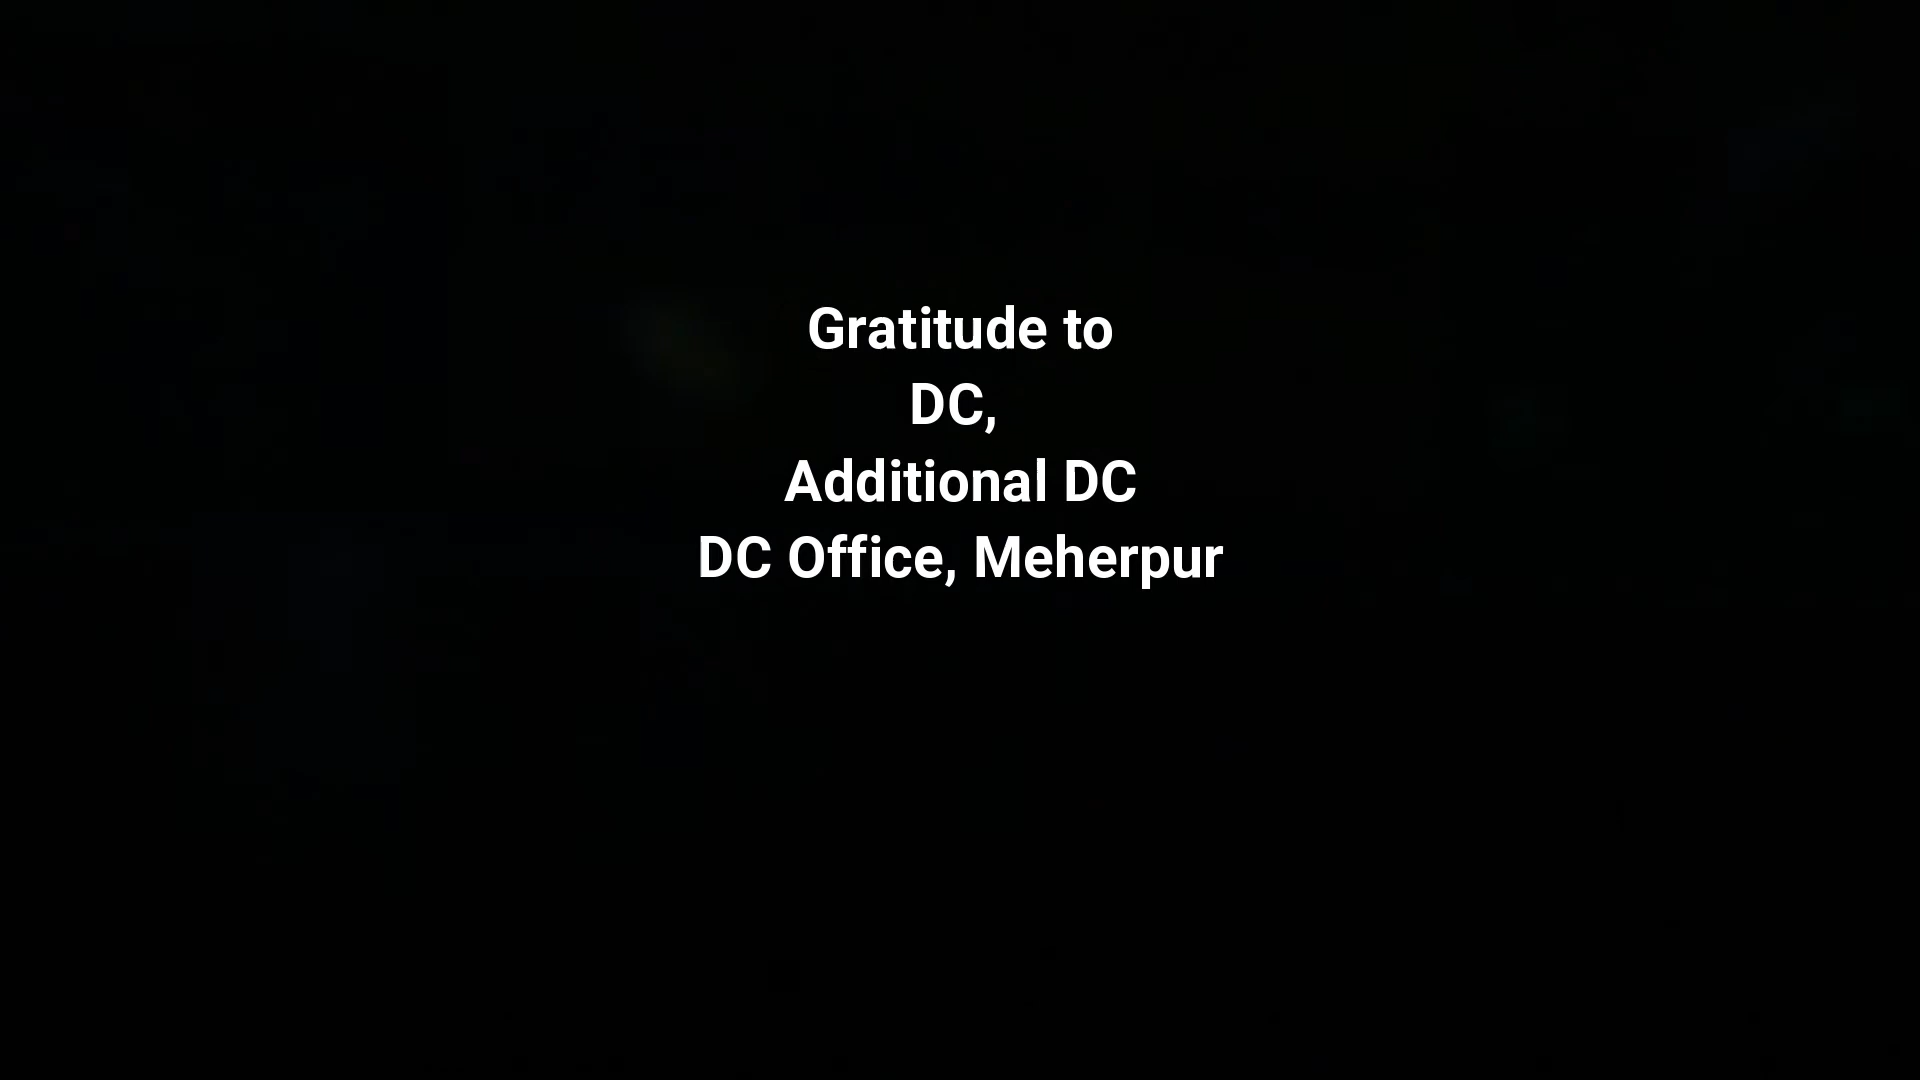 Gratitude to
DC,
Additional DC
DC Office, Meherpur